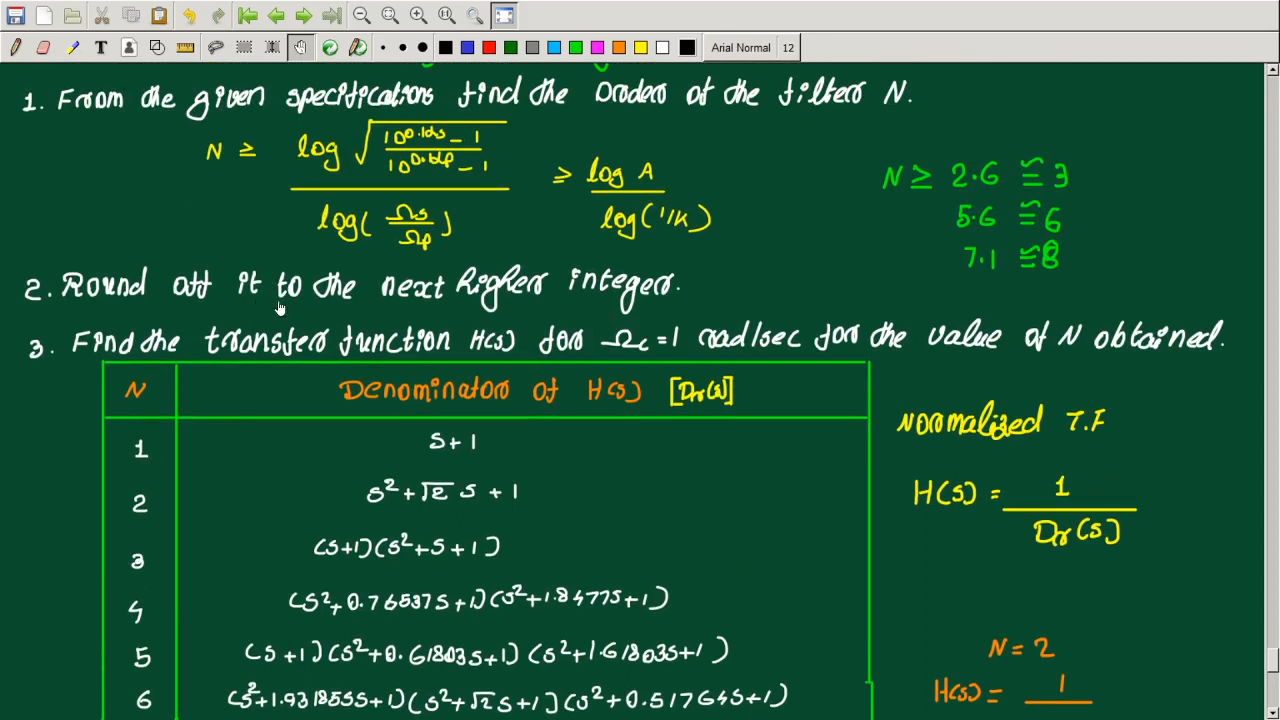 Arial Normal 12
1. From the given specifications find the Order of the filter N.
N ≥ log √((10^0.1αs - 1)/(10^0.1αp - 1)) / log(Ωs/Ωp) ≥ log A / log(1/K)
N ≥ 2.6 ≅ 3
5.6 ≅ 6
7.1 ≅ 8
2. Round off it to the next higher integer.
3. Find the transfer function H(s) for Ωc=1 rad/sec for the value of N obtained.
N Denominator of H(s) [Dr(s)]
1 s+1
2 s²+√2 s+1
3 (s+1)(s²+s+1)
4 (s²+0.76537s+1)(s²+1.8477s+1)
5 (s+1)(s²+0.61803s+1)(s²+1.61803s+1)
6 (s²+1.931855s+1)(s²+√2s+1)(s²+0.51764s+1)
Normalized T.F
H(s) = 1/Dr(s)
N=2
H(s)= 1